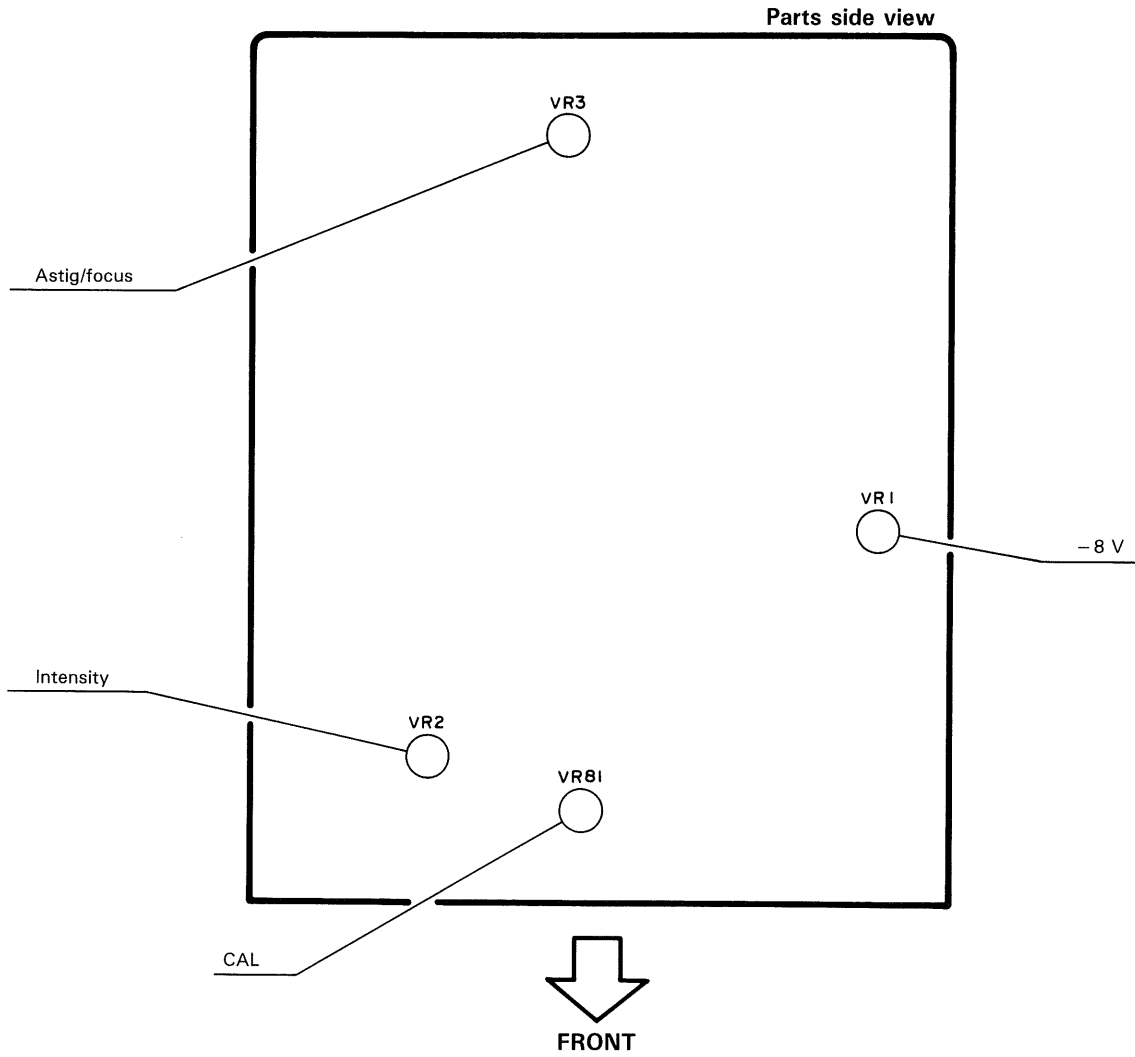 Parts side view
VR3
Astig/focus
VR1
−8 V
Intensity
VR2
VR81
CAL
FRONT